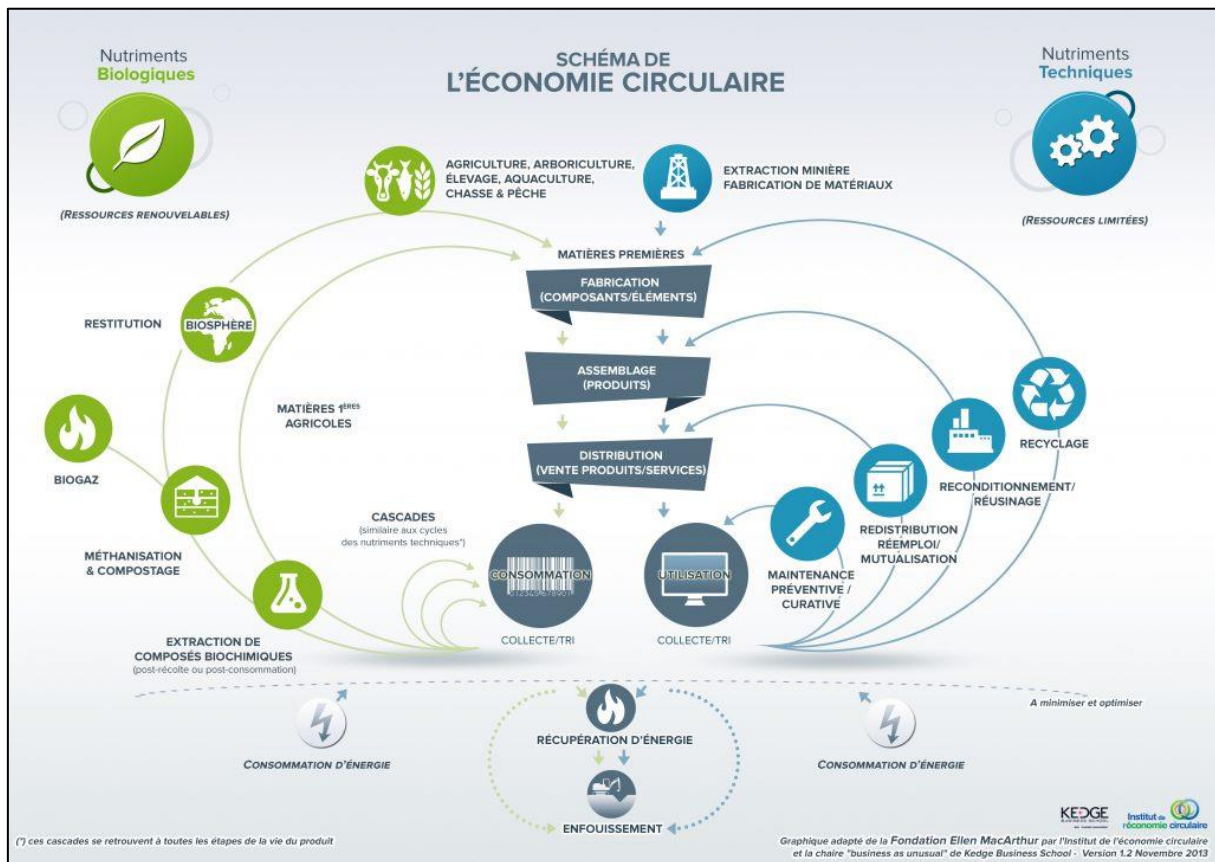 Nutriments
Biologiques
(RESSOURCES RENOUVELABLES)
SCHÉMA DE
L'ÉCONOMIE CIRCULAIRE
Nutriments
Techniques
(RESSOURCES LIMITÉES)
AGRICULTURE, ARBORICULTURE,
ÉLEVAGE, AQUACULTURE,
CHASSE & PÊCHE
EXTRACTION MINIÈRE
FABRICATION DE MATÉRIAUX
MATIÈRES PREMIÈRES
FABRICATION
(COMPOSANTS/ÉLÉMENTS)
RESTITUTION
BIOSPHÈRE
ASSEMBLAGE
(PRODUITS)
MATIÈRES 1ÈRES
AGRICOLES
RECYCLAGE
DISTRIBUTION
(VENTE PRODUITS/SERVICES)
BIOGAZ
RECONDITIONNEMENT/
RÉUSINAGE
CASCADES
(similaire aux cycles
des nutriments techniques*)
REDISTRIBUTION
RÉEMPLOI/
MUTUALISATION
MÉTHANISATION
& COMPOSTAGE
CONSOMMATION
UTILISATION
MAINTENANCE
PRÉVENTIVE /
CURATIVE
COLLECTE/TRI
COLLECTE/TRI
EXTRACTION DE
COMPOSÉS BIOCHIMIQUES
(post-récolte ou post-consommation)
A minimiser et optimiser
RÉCUPÉRATION D'ÉNERGIE
CONSOMMATION D'ÉNERGIE
CONSOMMATION D'ÉNERGIE
ENFOUISSEMENT
KEDGE
BUSINESS SCHOOL
Institut de
l'économie circulaire
(*) ces cascades se retrouvent à toutes les étapes de la vie du produit
Graphique adapté de la Fondation Ellen MacArthur par l'Institut de l'économie circulaire
et la chaire "business as unusual" de Kedge Business School - Version 1.2 Novembre 2013